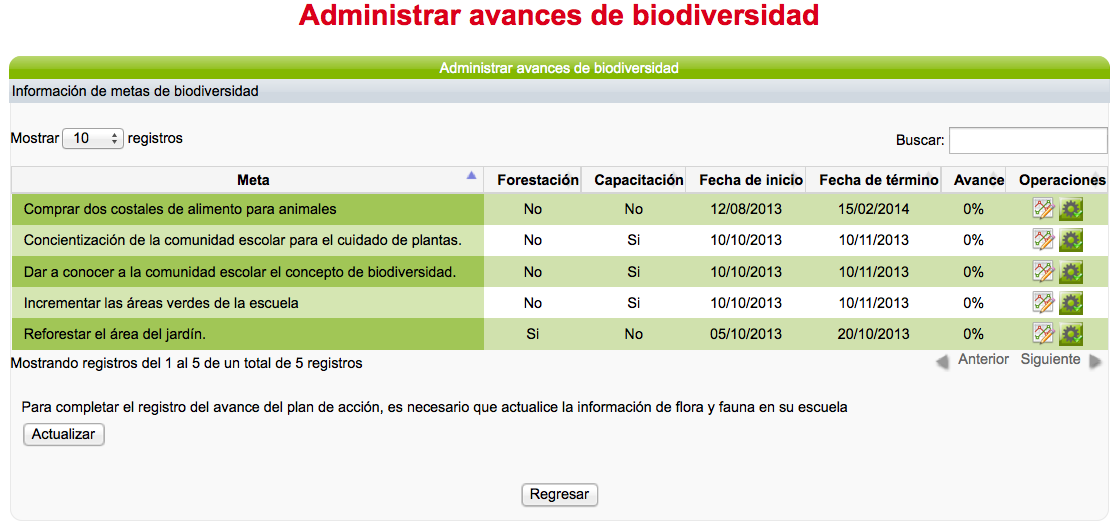 Administrar avances de biodiversidad
Administrar avances de biodiversidad
Información de metas de biodiversidad
Mostrar 10 registros Buscar:
Meta Forestación Capacitación Fecha de inicio Fecha de término Avance Operaciones
Comprar dos costales de alimento para animales No No 12/08/2013 15/02/2014 0%
Concientización de la comunidad escolar para el cuidado de plantas. No Si 10/10/2013 10/11/2013 0%
Dar a conocer a la comunidad escolar el concepto de biodiversidad. No Si 10/10/2013 10/11/2013 0%
Incrementar las áreas verdes de la escuela No Si 10/10/2013 10/11/2013 0%
Reforestar el área del jardín. Si No 05/10/2013 20/10/2013 0%
Mostrando registros del 1 al 5 de un total de 5 registros Anterior Siguiente
Para completar el registro del avance del plan de acción, es necesario que actualice la información de flora y fauna en su escuela
Actualizar
Regresar